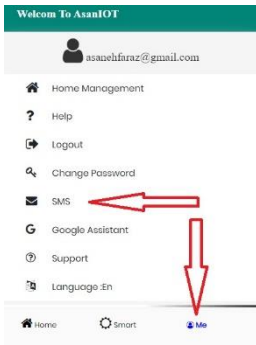 Welcom To AsanIOT
asanehfaraz@gmail.com
Home Management
Help
Logout
Change Password
SMS
Google Assistant
Support
Language :En
Home Smart Me